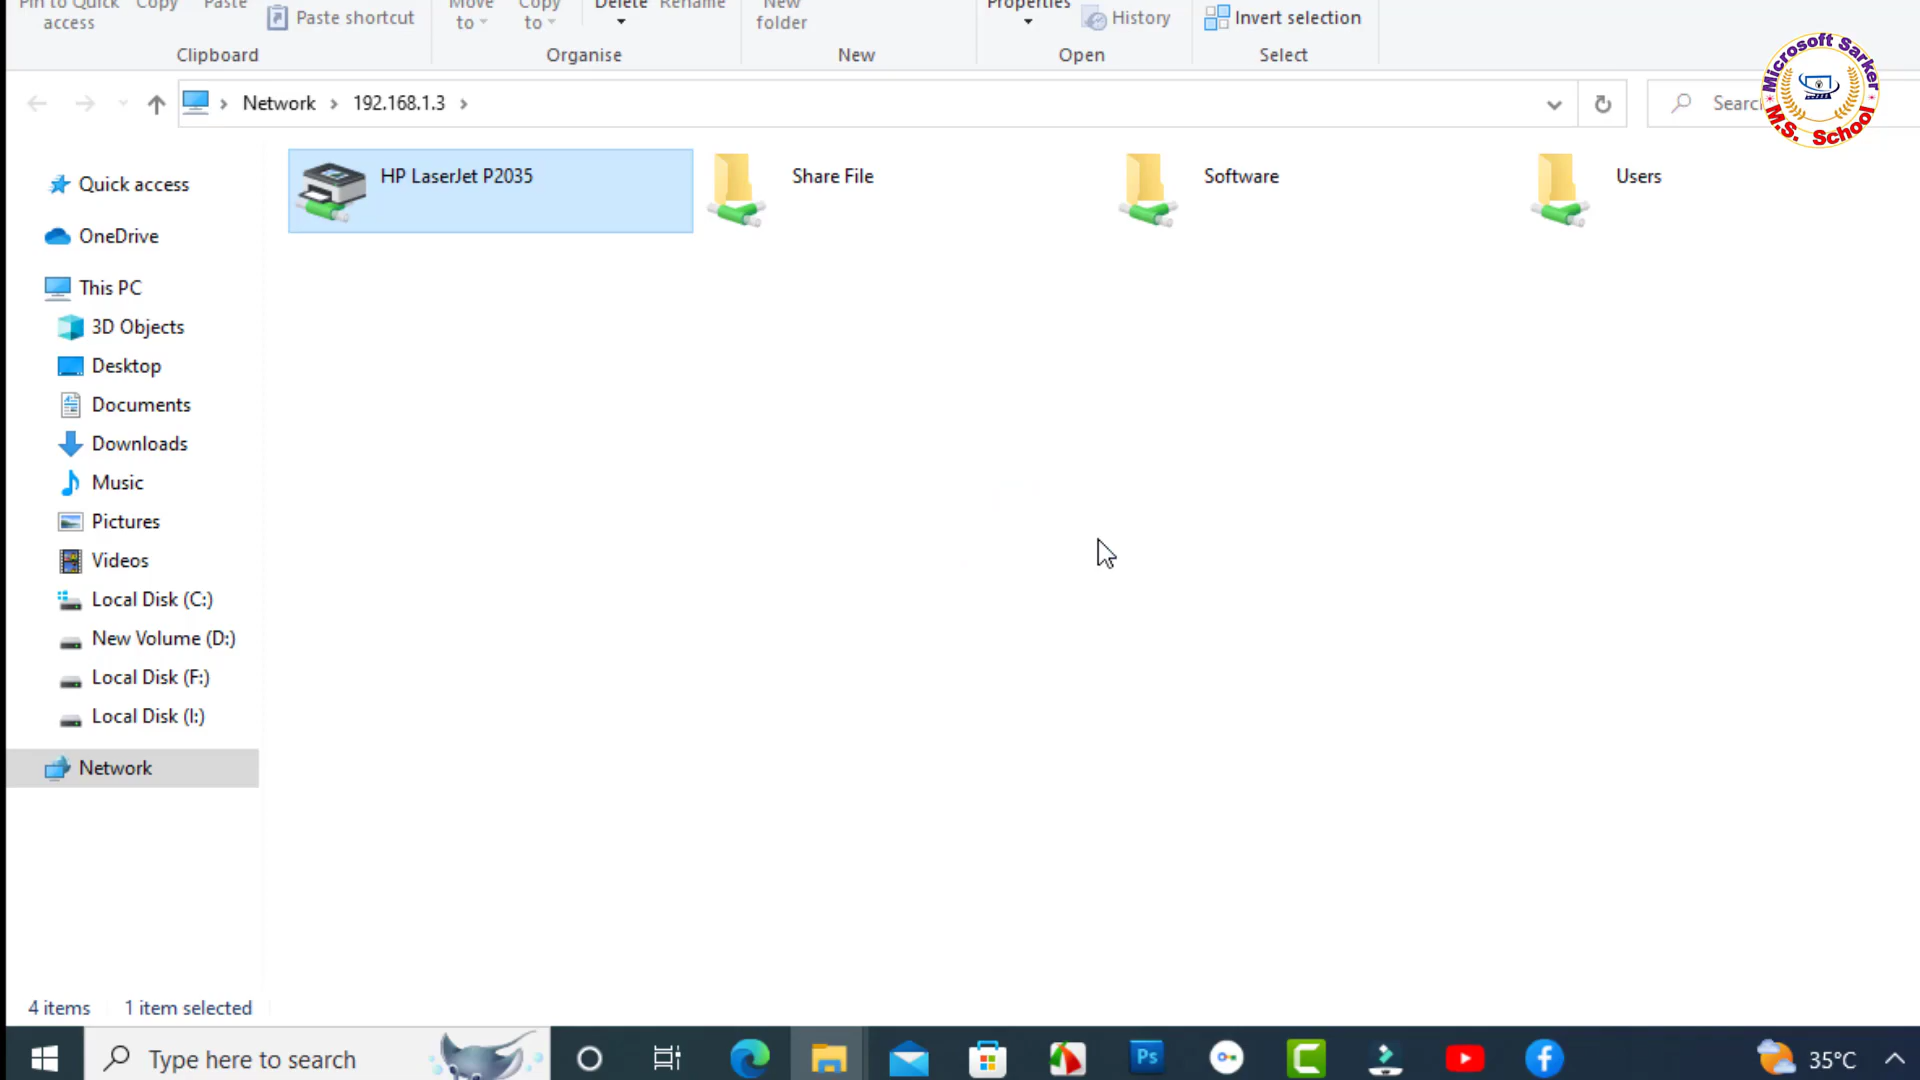 Pin to Quick access
Copy
Paste
Paste shortcut
Clipboard
Move to
Copy to
Delete
Rename
Organise
New folder
New
Properties
History
Open
Invert selection
Select
Network > 192.168.1.3 >
Searc
Microsoft Sarker
M.S. School
Quick access
OneDrive
This PC
3D Objects
Desktop
Documents
Downloads
Music
Pictures
Videos
Local Disk (C:)
New Volume (D:)
Local Disk (F:)
Local Disk (I:)
Network
HP LaserJet P2035
Share File
Software
Users
4 items
1 item selected
Type here to search
Ps
35°C